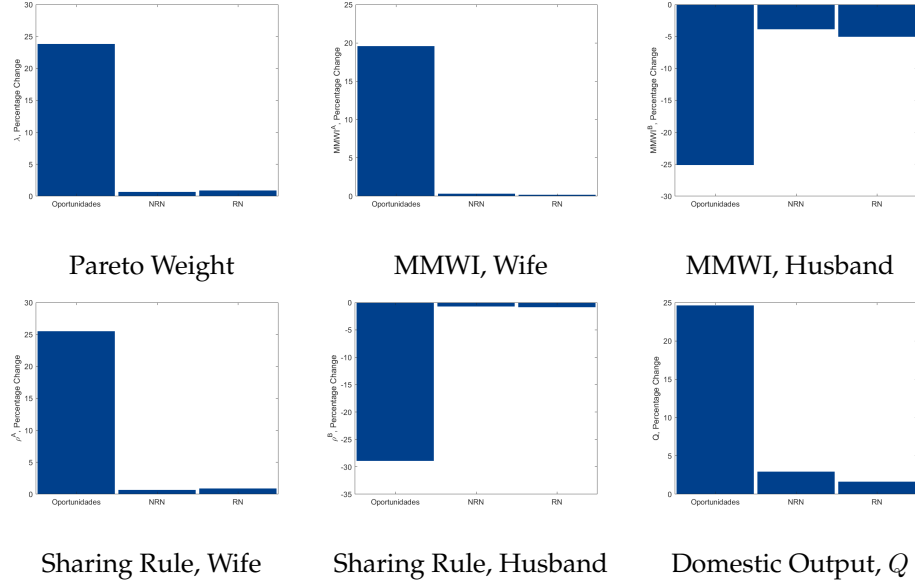 30
25
20
15
10
5
0
λ, Percentage Change
Oportunidades NRN RN
Pareto Weight
25
20
15
10
5
0
MMWI^A, Percentage Change
Oportunidades NRN RN
MMWI, Wife
0
-5
-10
-15
-20
-25
-30
MMWI^B, Percentage Change
Oportunidades NRN RN
MMWI, Husband
30
25
20
15
10
5
0
ρ^A, Percentage Change
Oportunidades NRN RN
Sharing Rule, Wife
0
-5
-10
-15
-20
-25
-30
-35
ρ^B, Percentage Change
Oportunidades NRN RN
Sharing Rule, Husband
25
20
15
10
5
0
Q, Percentage Change
Oportunidades NRN RN
Domestic Output, Q